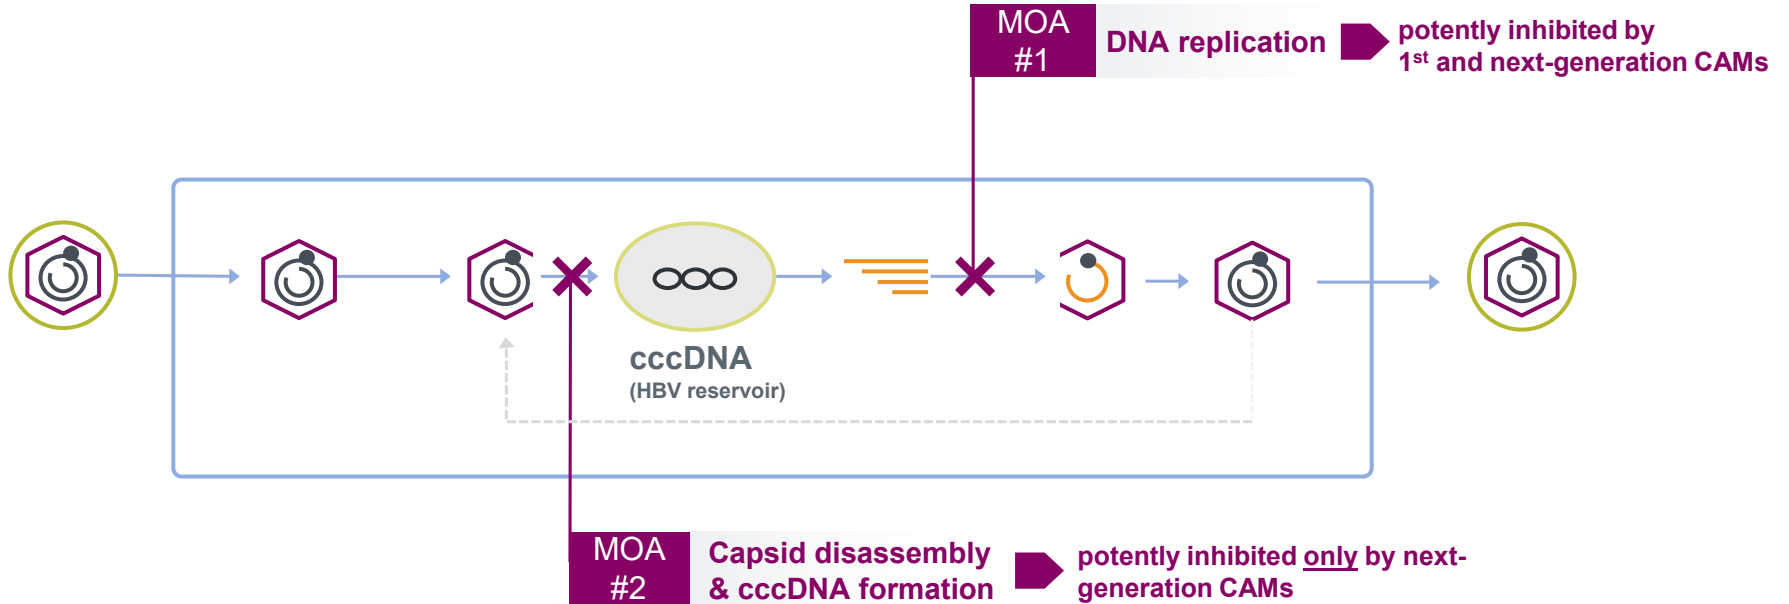 MOA
#1
DNA replication
potently inhibited by
1st and next-generation CAMs
cccDNA
(HBV reservoir)
MOA
#2
Capsid disassembly
& cccDNA formation
potently inhibited only by next-
generation CAMs